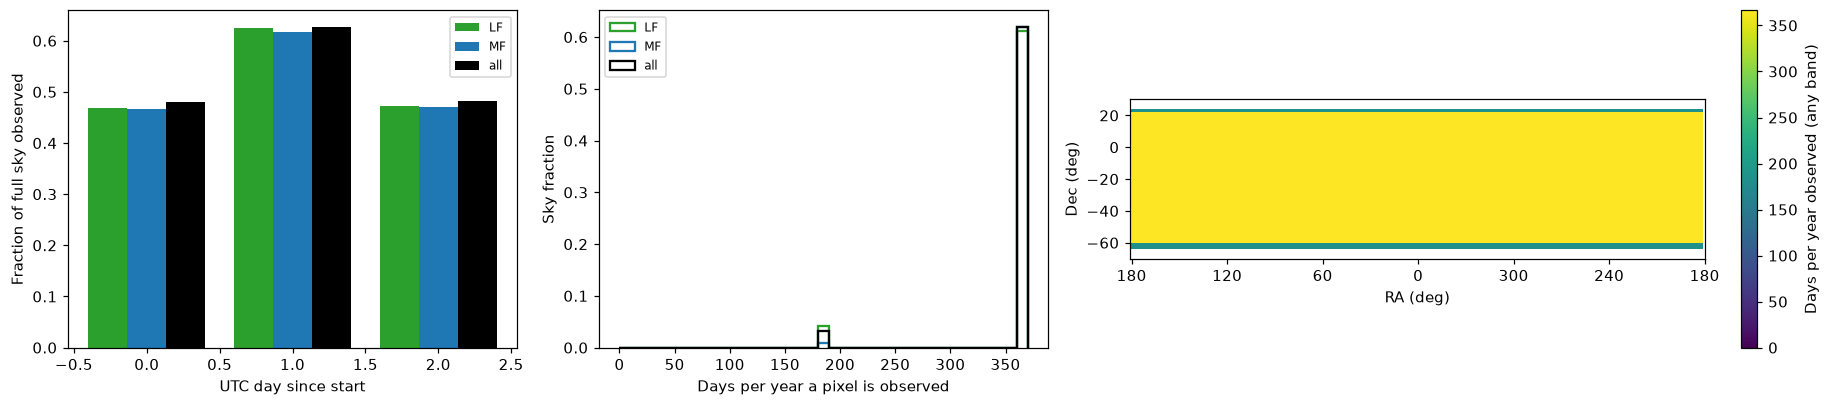 Fraction of full sky observed
0.6
0.5
0.4
0.3
0.2
0.1
0.0
LF
MF
all
−0.5 0.0 0.5 1.0 1.5 2.0 2.5
UTC day since start
Sky fraction
0.6
0.5
0.4
0.3
0.2
0.1
0.0
LF
MF
all
0 50 100 150 200 250 300 350
Days per year a pixel is observed
Dec (deg)
20
0
−20
−40
−60
180 120 60 0 300 240 180
RA (deg)
350
300
250
200
150
100
50
0
Days per year observed (any band)